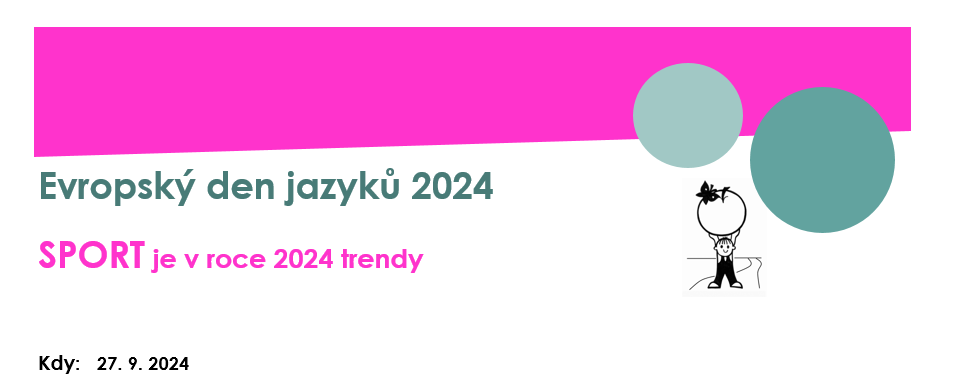 Evropský den jazyků 2024
SPORT je v roce 2024 trendy
Kdy: 27. 9. 2024